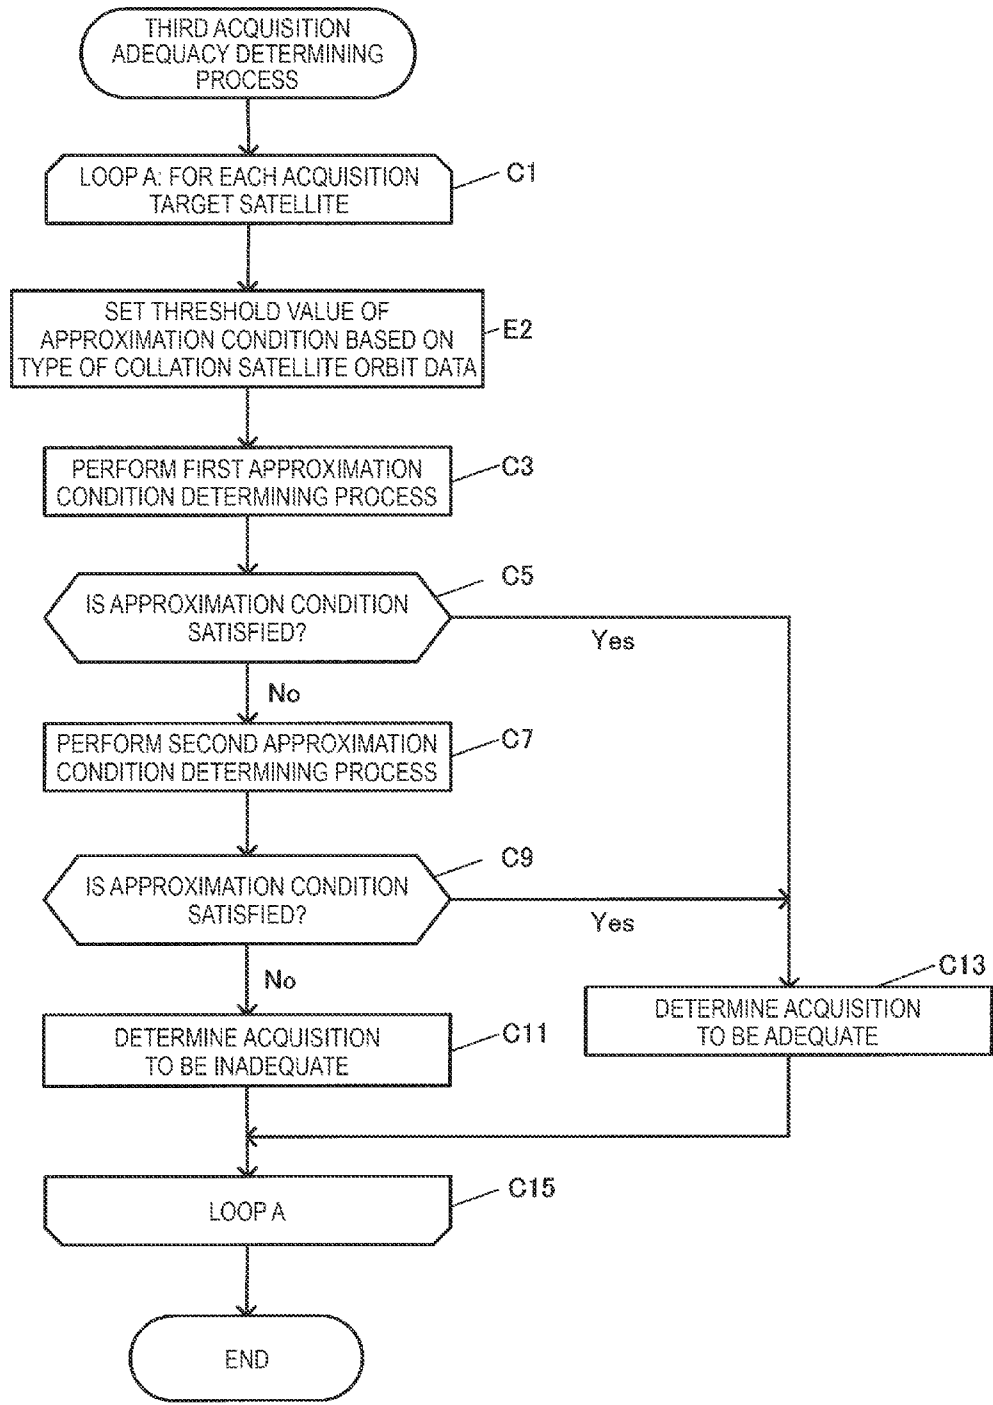 THIRD ACQUISITION
ADEQUACY DETERMINING
PROCESS
LOOP A: FOR EACH ACQUISITION
TARGET SATELLITE
C1
SET THRESHOLD VALUE OF
APPROXIMATION CONDITION BASED ON
TYPE OF COLLATION SATELLITE ORBIT DATA
E2
PERFORM FIRST APPROXIMATION
CONDITION DETERMINING PROCESS
C3
IS APPROXIMATION CONDITION
SATISFIED?
C5
Yes
No
PERFORM SECOND APPROXIMATION
CONDITION DETERMINING PROCESS
C7
IS APPROXIMATION CONDITION
SATISFIED?
C9
Yes
No
DETERMINE ACQUISITION
TO BE INADEQUATE
C11
DETERMINE ACQUISITION
TO BE ADEQUATE
C13
LOOP A
C15
END